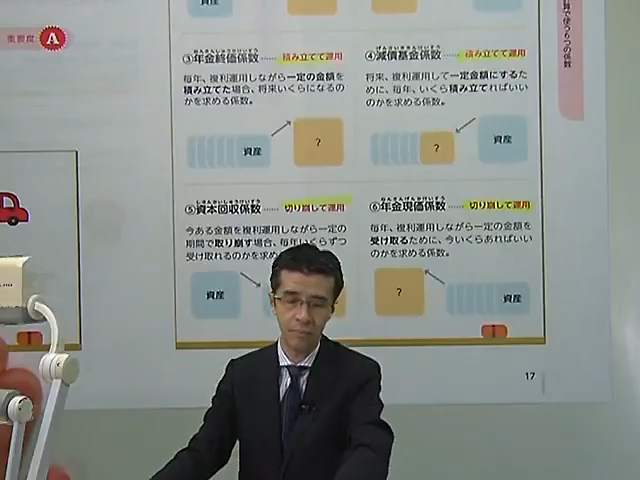 資産
?
重要度 A
計算で使う6つの係数
③年金終価係数……積み立てて運用
毎年、複利運用しながら一定の金額を
積み立てた場合、将来いくらになるの
かを求める係数。
資産
?
④減債基金係数……積み立てて運用
将来、複利運用して一定金額にするた
めに、毎年、いくら積み立てればいい
のかを求める係数。
?
資産
⑤資本回収係数……切り崩して運用
今ある金額を複利運用しながら一定の
期間で取り崩す場合、毎年いくらずつ
受け取れるのかを求め
資産
⑥年金現価係数……切り崩して運用
毎年、複利運用しながら一定の金額を
受け取るために、今いくらあればいい
のかを求める係数。
?
資産
17